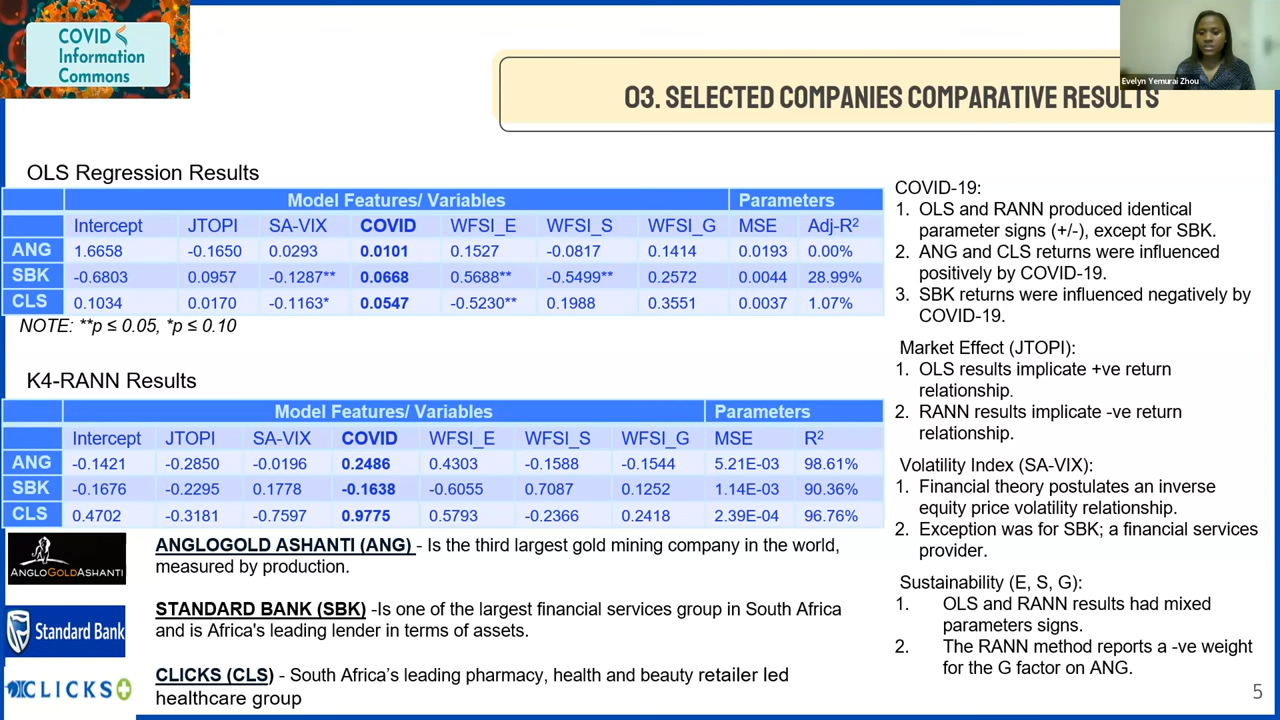 COVID
Information
Commons
Evelyn Yemurai Zhou
03. SELECTED COMPANIES COMPARATIVE RESULTS
OLS Regression Results
Model Features/ Variables Parameters
Intercept JTOPI SA-VIX COVID WFSI_E WFSI_S WFSI_G MSE Adj-R²
ANG 1.6658 -0.1650 0.0293 0.0101 0.1527 -0.0817 0.1414 0.0193 0.00%
SBK -0.6803 0.0957 -0.1287** 0.0668 0.5688** -0.5499** 0.2572 0.0044 28.99%
CLS 0.1034 0.0170 -0.1163* 0.0547 -0.5230** 0.1988 0.3551 0.0037 1.07%
NOTE: **p ≤ 0.05, *p ≤ 0.10
K4-RANN Results
Model Features/ Variables Parameters
Intercept JTOPI SA-VIX COVID WFSI_E WFSI_S WFSI_G MSE R²
ANG -0.1421 -0.2850 -0.0196 0.2486 0.4303 -0.1588 -0.1544 5.21E-03 98.61%
SBK -0.1676 -0.2295 0.1778 -0.1638 -0.6055 0.7087 0.1252 1.14E-03 90.36%
CLS 0.4702 -0.3181 -0.7597 0.9775 0.5793 -0.2366 0.2418 2.39E-04 96.76%
ANGLOGOLDASHANTI
ANGLOGOLD ASHANTI (ANG) - Is the third largest gold mining company in the world,
measured by production.
Standard Bank
STANDARD BANK (SBK) -Is one of the largest financial services group in South Africa
and is Africa's leading lender in terms of assets.
CLICKS
CLICKS (CLS) - South Africa's leading pharmacy, health and beauty retailer led
healthcare group
COVID-19:
1. OLS and RANN produced identical
parameter signs (+/-), except for SBK.
2. ANG and CLS returns were influenced
positively by COVID-19.
3. SBK returns were influenced negatively by
COVID-19.
Market Effect (JTOPI):
1. OLS results implicate +ve return
relationship.
2. RANN results implicate -ve return
relationship.
Volatility Index (SA-VIX):
1. Financial theory postulates an inverse
equity price volatility relationship.
2. Exception was for SBK; a financial services
provider.
Sustainability (E, S, G):
1. OLS and RANN results had mixed
parameters signs.
2. The RANN method reports a -ve weight
for the G factor on ANG.
5